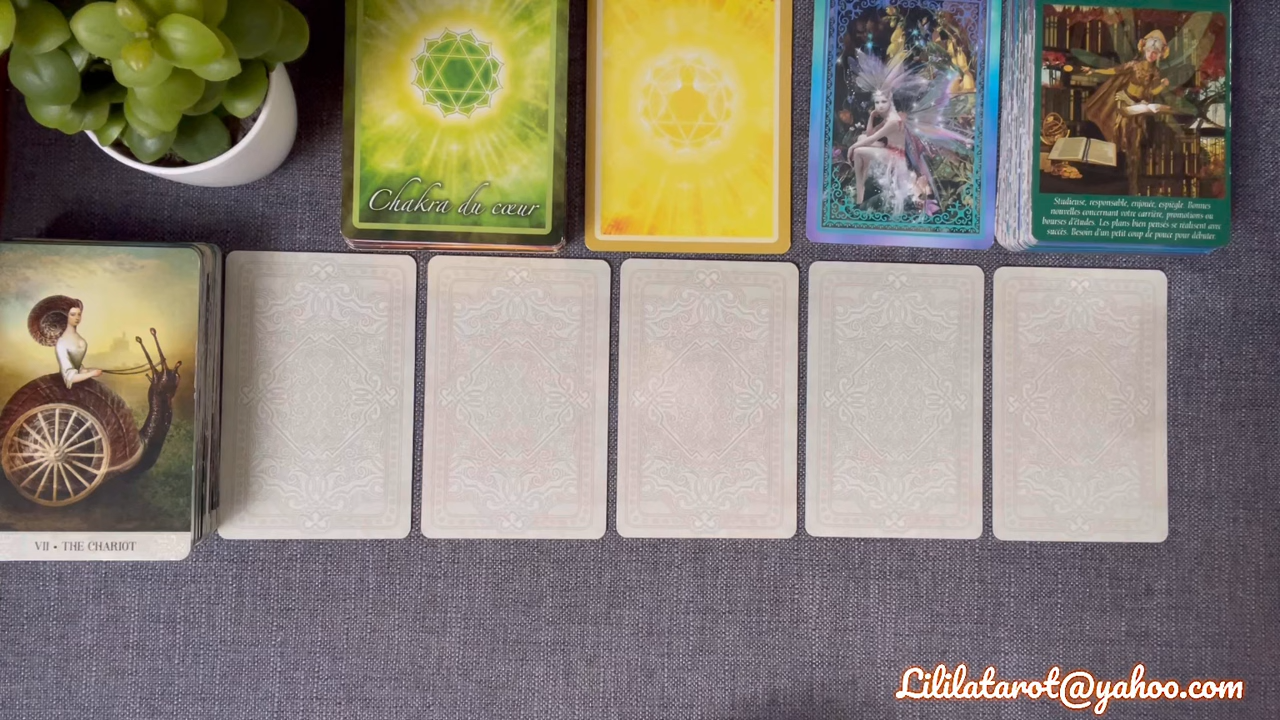 Chakra du cœur
Studieuse, responsable, enjouée, espiègle. Bonnes
nouvelles concernant votre carrière, promotions ou
bourses d'études. Les plans bien pensés se réalisent avec
succès. Besoin d'un petit coup de pouce pour débuter.
VII • THE CHARIOT
Lililatarot@yahoo.com